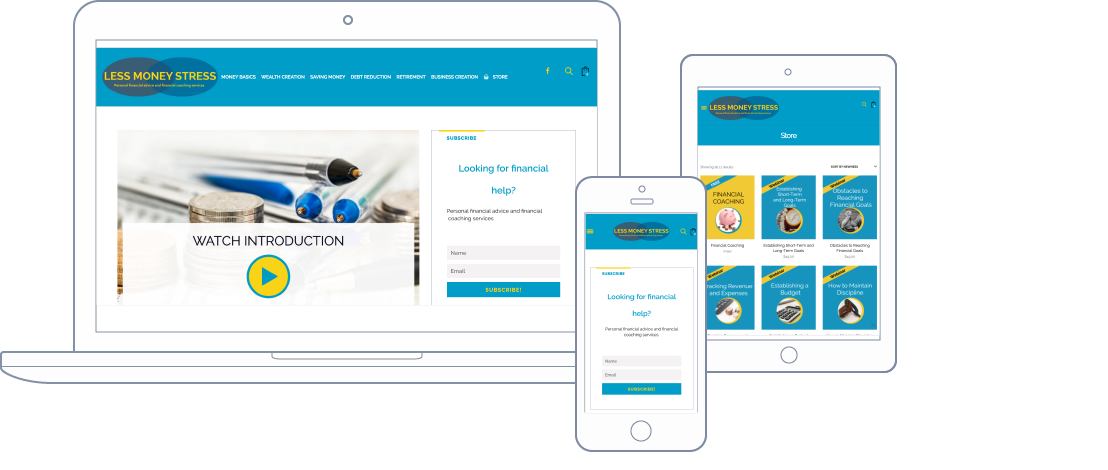 LESS MONEY STRESS
Personal financial advice and financial coaching services
MONEY BASICS WEALTH CREATION SAVING MONEY DEBT REDUCTION RETIREMENT BUSINESS CREATION STORE
WATCH INTRODUCTION
SUBSCRIBE
Looking for financial
help?
Personal financial advice and financial
coaching services
Name
Email
SUBSCRIBE!
LESS MONEY STRESS
SUBSCRIBE
Looking for financial
help?
Personal financial advice and financial
coaching services
Name
Email
SUBSCRIBE!
LESS MONEY STRESS
Store
SORT BY NEWNESS
FINANCIAL
COACHING
Financial Coaching
Webinar
Establishing
Short-Term
and Long-Term
Goals
Establishing Short-Term and
Long-Term Goals
Webinar
Obstacles to
Reaching
Financial Goals
Obstacles to Reaching
Financial Goals
Webinar
Tracking Revenue
and Expenses
Webinar
Establishing a
Budget
Webinar
How to Maintain
Discipline